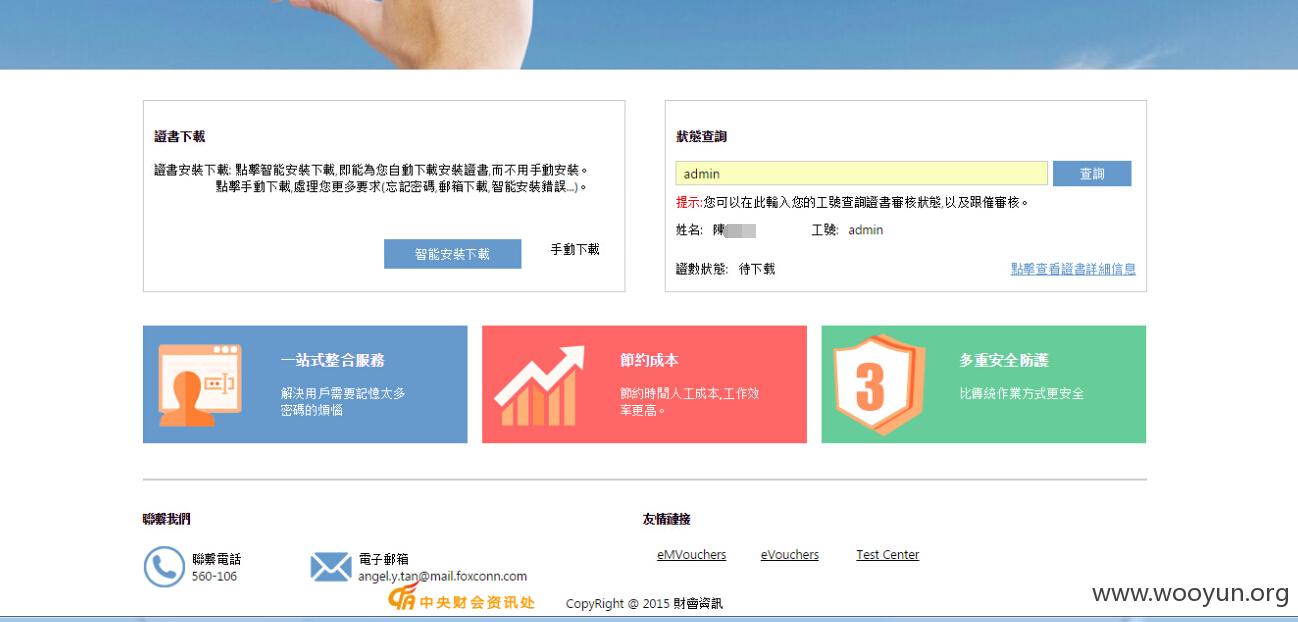 證書下載
證書安裝下載: 點擊智能安裝下載,即能為您自動下載安裝證書,而不用手動安裝。
點擊手動下載,處理您更多要求(忘記密碼,郵箱下載,智能安裝錯誤...)。
智能安裝下載
手動下載
狀態查詢
admin
查詢
提示:您可以在此輸入您的工號查詢證書審核狀態,以及跟催審核。
姓名: 陳
工號: admin
證數狀態: 待下載
點擊查看證書詳細信息
一站式整合服務
解決用戶需要記憶太多
密碼的煩惱
節約成本
節約時間人工成本,工作效
率更高。
3
多重安全防護
比傳統作業方式更安全
聯繫我們
聯繫電話
560-106
電子郵箱
angel.y.tan@mail.foxconn.com
友情鏈接
eMVouchers
eVouchers
Test Center
中央财会资讯处
CopyRight @ 2015 財會資訊
www.wooyun.org